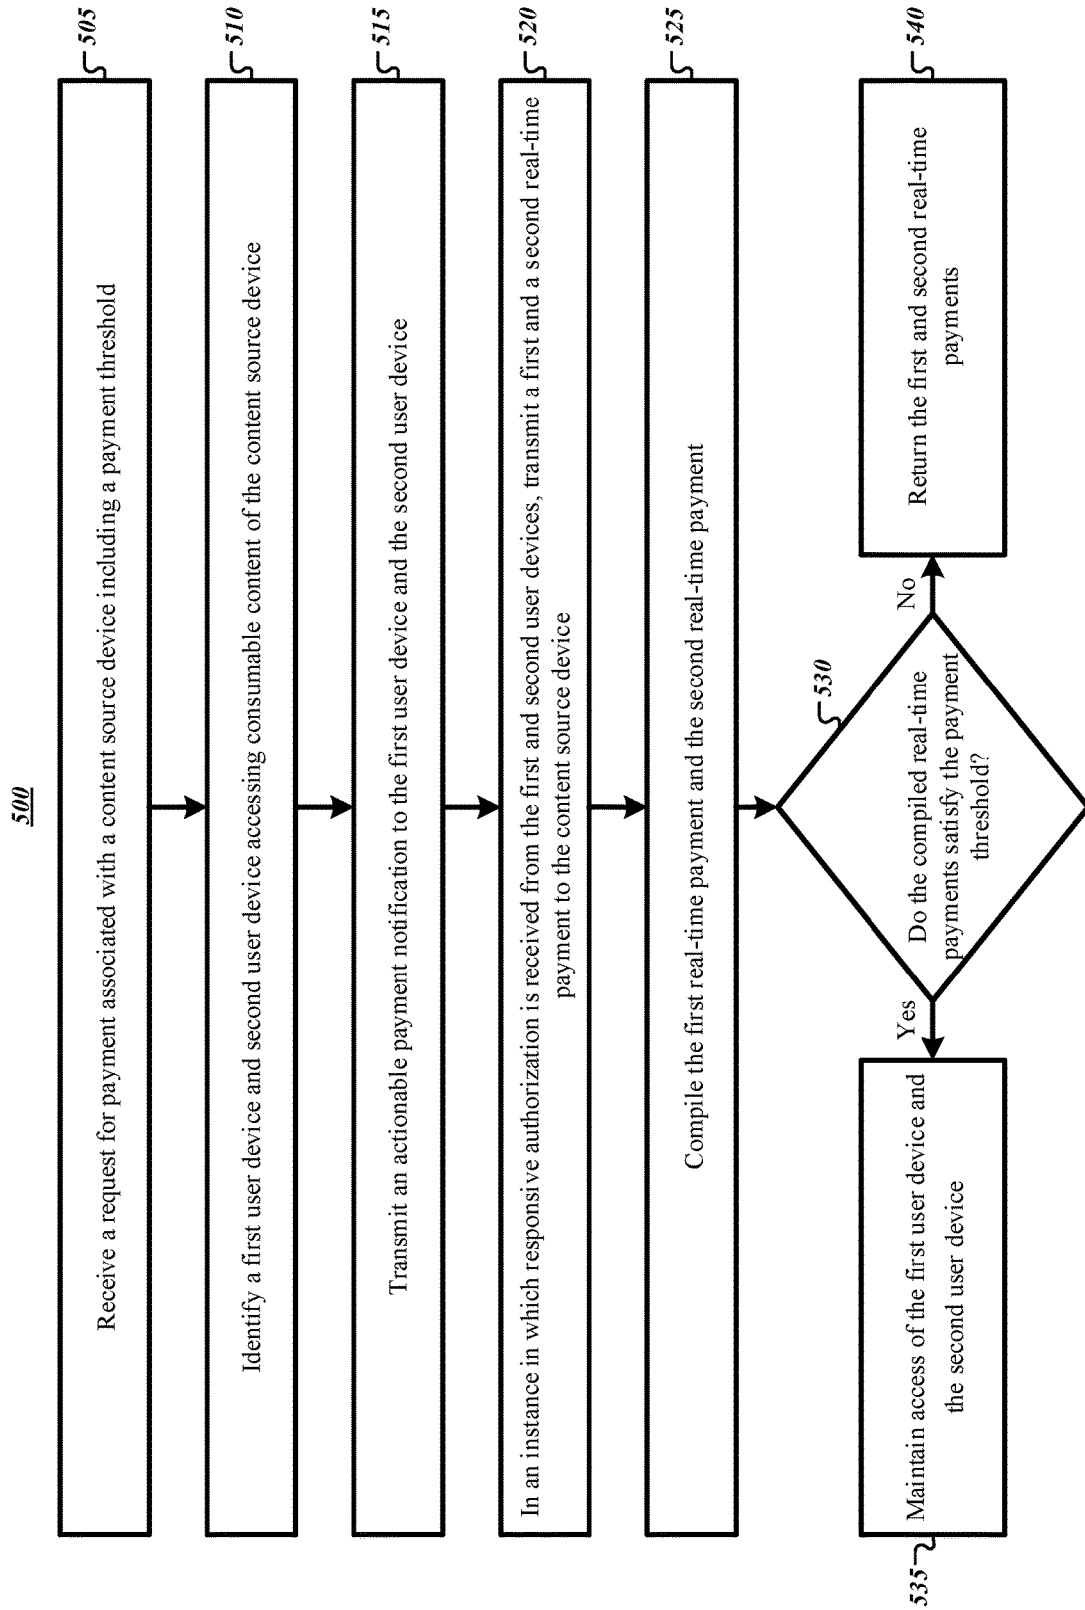 500
505
Receive a request for payment associated with a content source device including a payment threshold
510
Identify a first user device and second user device accessing consumable content of the content source device
515
Transmit an actionable payment notification to the first user device and the second user device
520
In an instance in which responsive authorization is received from the first and second user devices, transmit a first and a second real-time
payment to the content source device
525
Compile the first real-time payment and the second real-time payment
530
Do the compiled real-time
payments satisfy the payment
threshold?
Yes
No
535
Maintain access of the first user device and
the second user device
540
Return the first and second real-time
payments